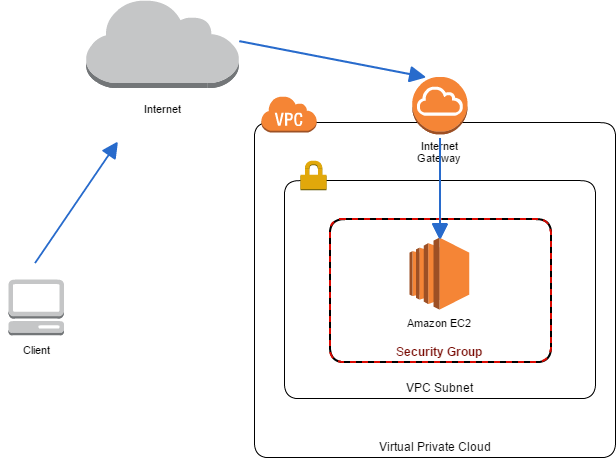 Internet
VPC
Internet
Gateway
Amazon EC2
Security Group
Client
VPC Subnet
Virtual Private Cloud